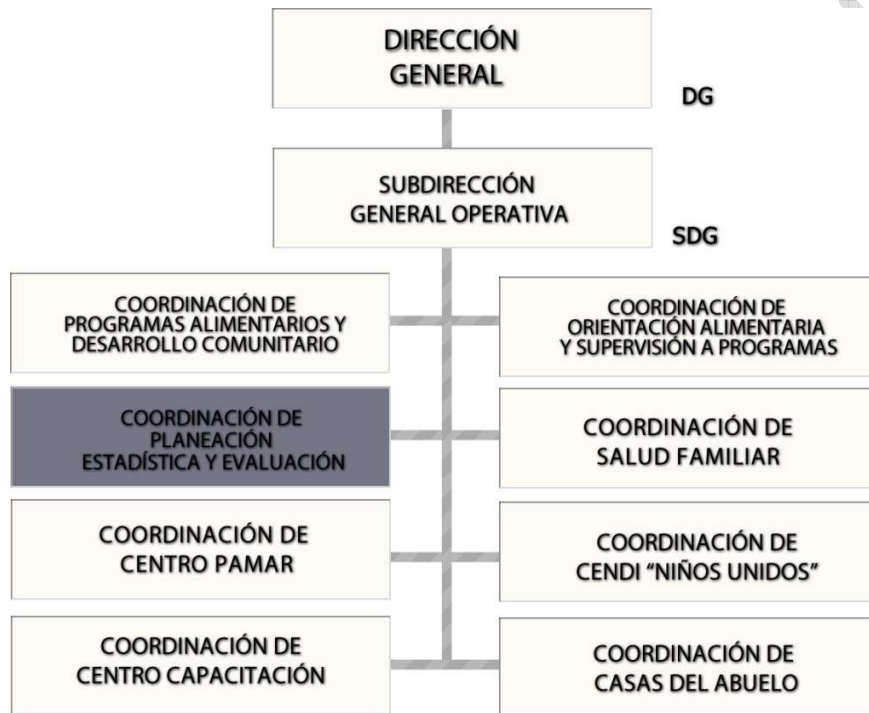 DIRECCIÓN
GENERAL
DG
SUBDIRECCIÓN
GENERAL OPERATIVA
SDG
COORDINACIÓN DE
PROGRAMAS ALIMENTARIOS Y
DESARROLLO COMUNITARIO
COORDINACIÓN DE
ORIENTACIÓN ALIMENTARIA
Y SUPERVISIÓN A PROGRAMAS
COORDINACIÓN DE
PLANEACIÓN
ESTADÍSTICA Y EVALUACIÓN
COORDINACIÓN DE
SALUD FAMILIAR
COORDINACIÓN DE
CENTRO PAMAR
COORDINACIÓN DE
CENDI “NIÑOS UNIDOS”
COORDINACIÓN DE
CENTRO CAPACITACIÓN
COORDINACIÓN DE
CASAS DEL ABUELO